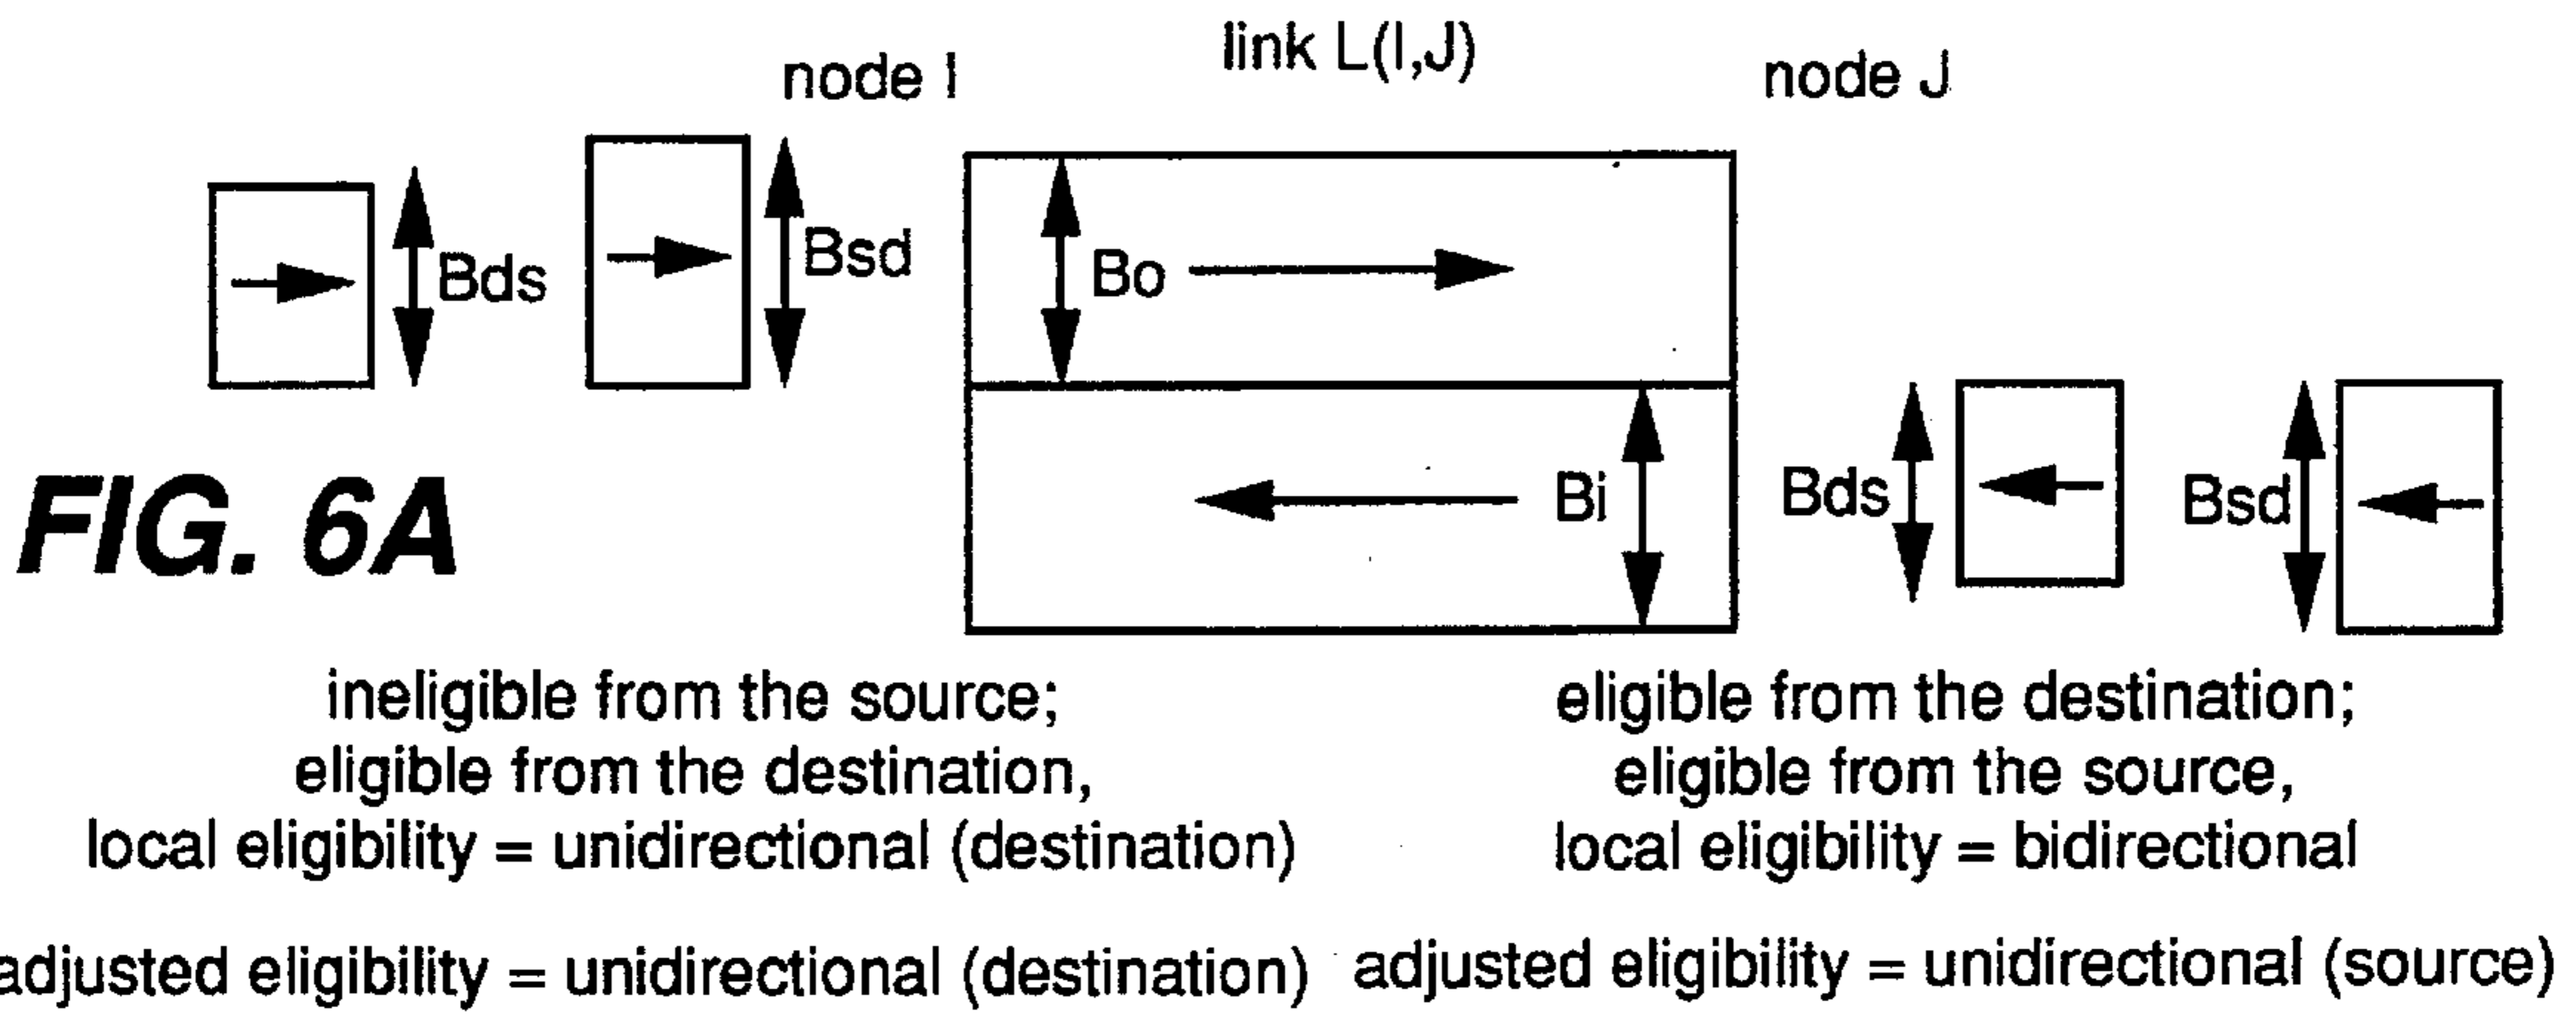 link L(I,J)
node I
node J
Bds
Bsd
Bo
Bi
Bds
Bsd
FIG. 6A
ineligible from the source;
eligible from the destination,
local eligibility = unidirectional (destination)
adjusted eligibility = unidirectional (destination)
eligible from the destination;
eligible from the source,
local eligibility = bidirectional
adjusted eligibility = unidirectional (source)